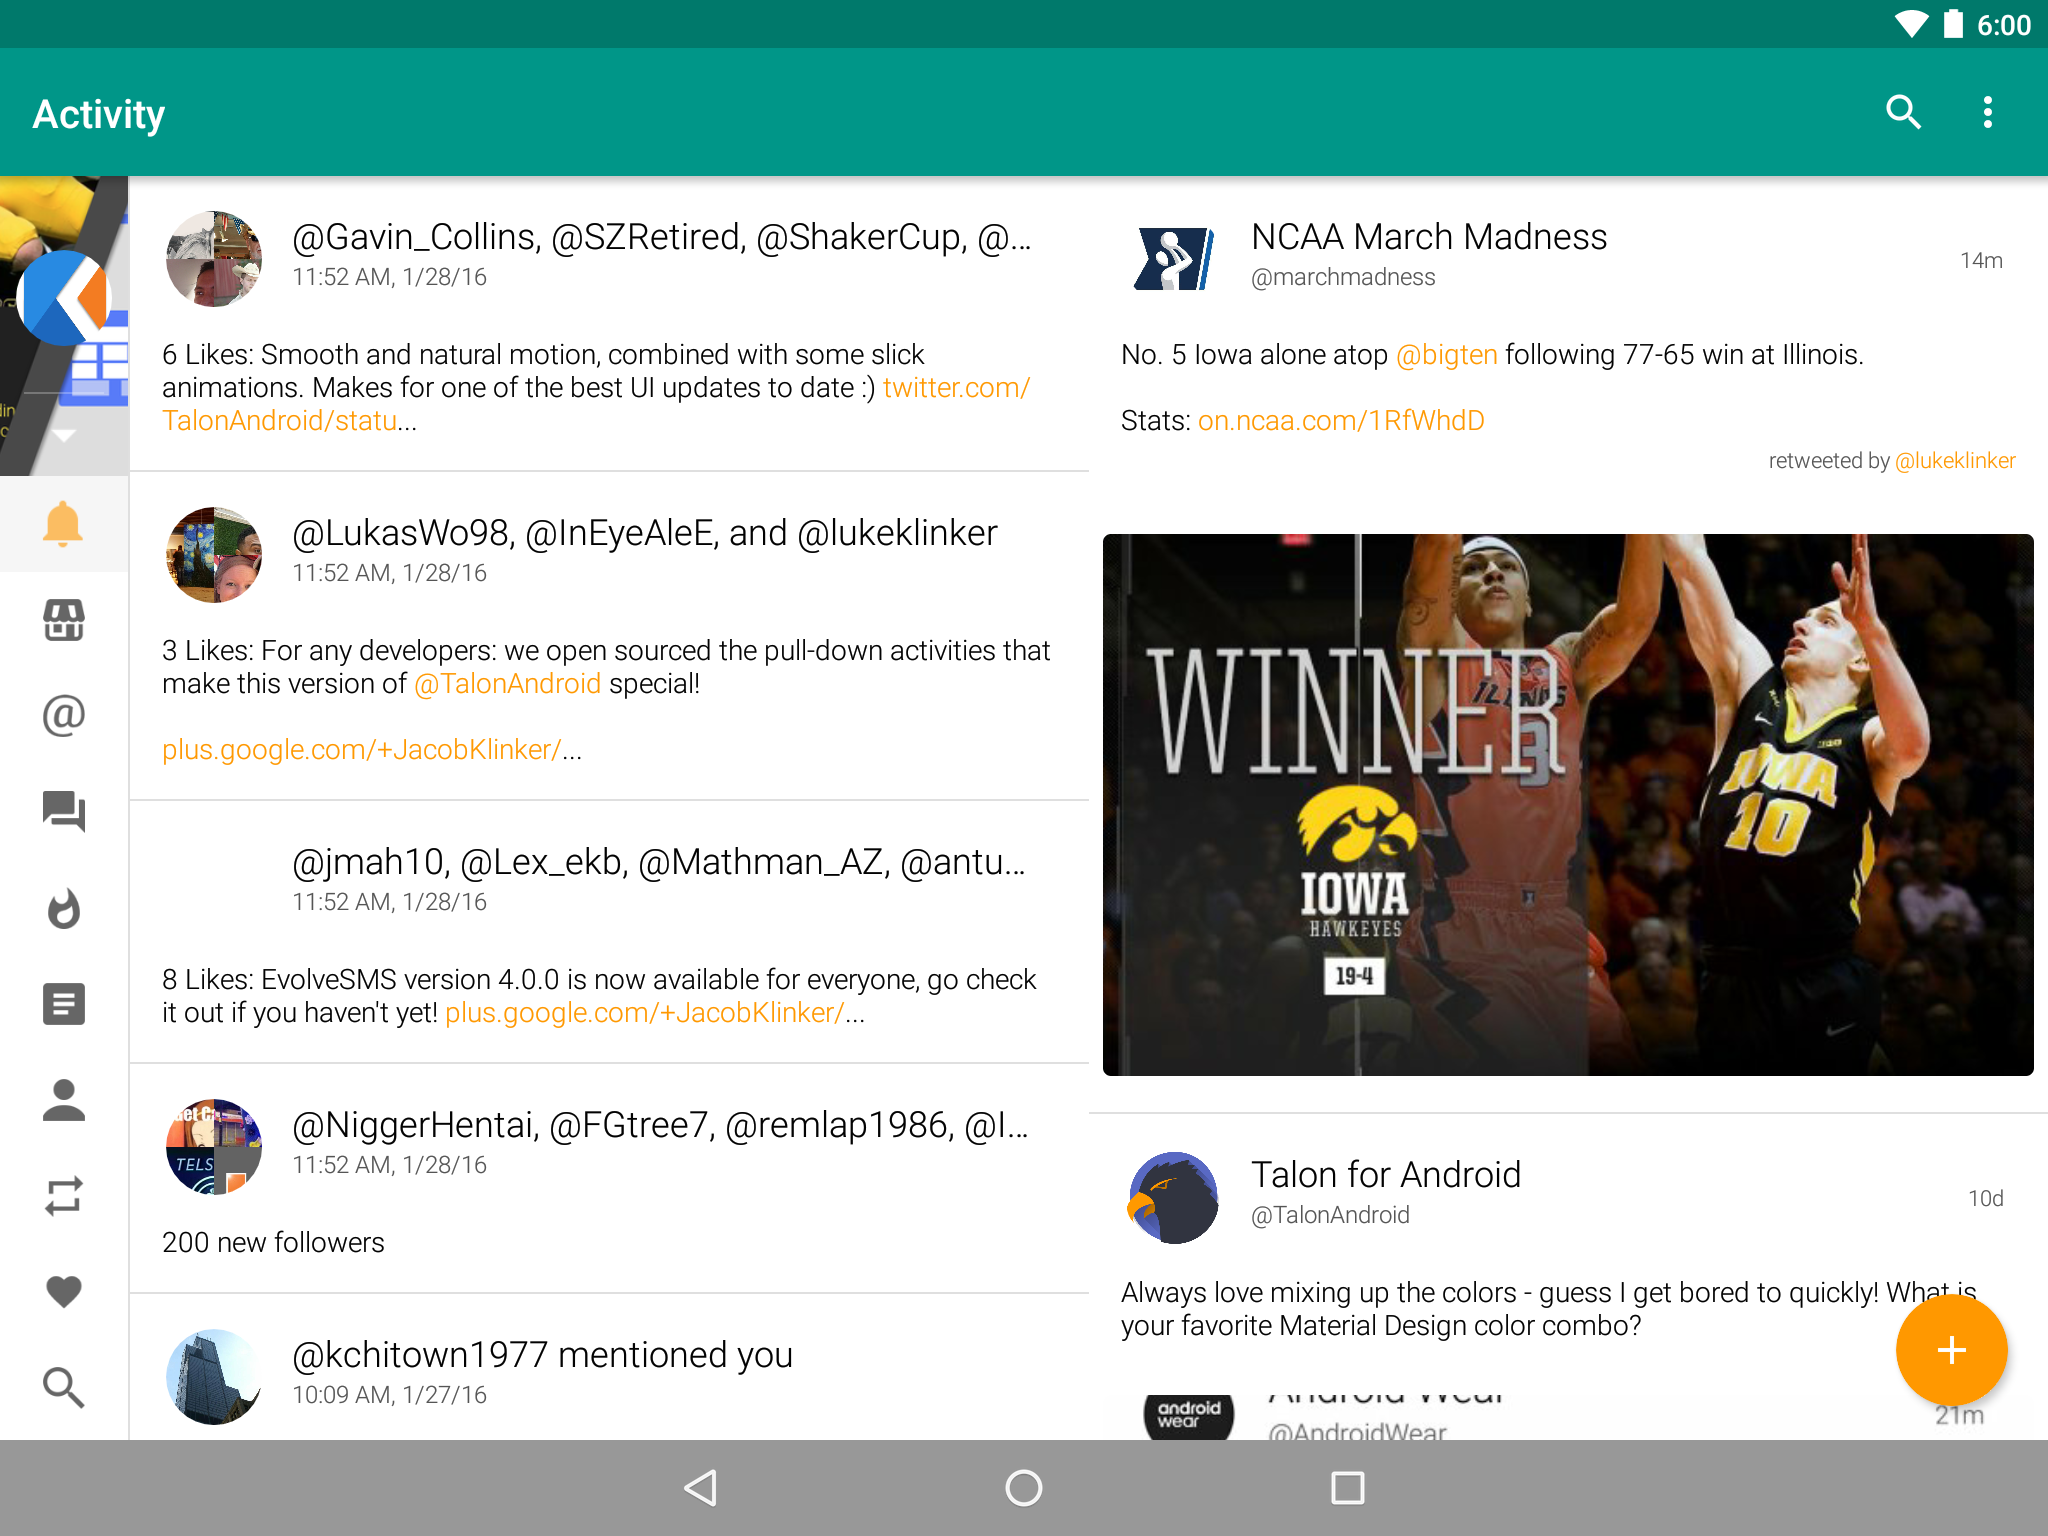 6:00
Activity
@Gavin_Collins, @SZRetired, @ShakerCup, @...
11:52 AM, 1/28/16
6 Likes: Smooth and natural motion, combined with some slick
animations. Makes for one of the best UI updates to date :) twitter.com/
TalonAndroid/statu...
@LukasWo98, @InEyeAleE, and @lukeklinker
11:52 AM, 1/28/16
3 Likes: For any developers: we open sourced the pull-down activities that
make this version of @TalonAndroid special!
plus.google.com/+JacobKlinker/...
@jmah10, @Lex_ekb, @Mathman_AZ, @antu...
11:52 AM, 1/28/16
8 Likes: EvolveSMS version 4.0.0 is now available for everyone, go check
it out if you haven't yet! plus.google.com/+JacobKlinker/...
@NiggerHentai, @FGtree7, @remlap1986, @I...
11:52 AM, 1/28/16
TELS
200 new followers
@kchitown1977 mentioned you
10:09 AM, 1/27/16
NCAA March Madness
@marchmadness
14m
No. 5 Iowa alone atop @bigten following 77-65 win at Illinois.
Stats: on.ncaa.com/1RfWhdD
retweeted by @lukeklinker
WINNER
ILLINOIS
3
IOWA
10
IOWA
HAWKEYES
19-4
Talon for Android
@TalonAndroid
10d
Always love mixing up the colors - guess I get bored to quickly! What is
your favorite Material Design color combo?
android
wear
Android Wear
@AndroidWear
21m